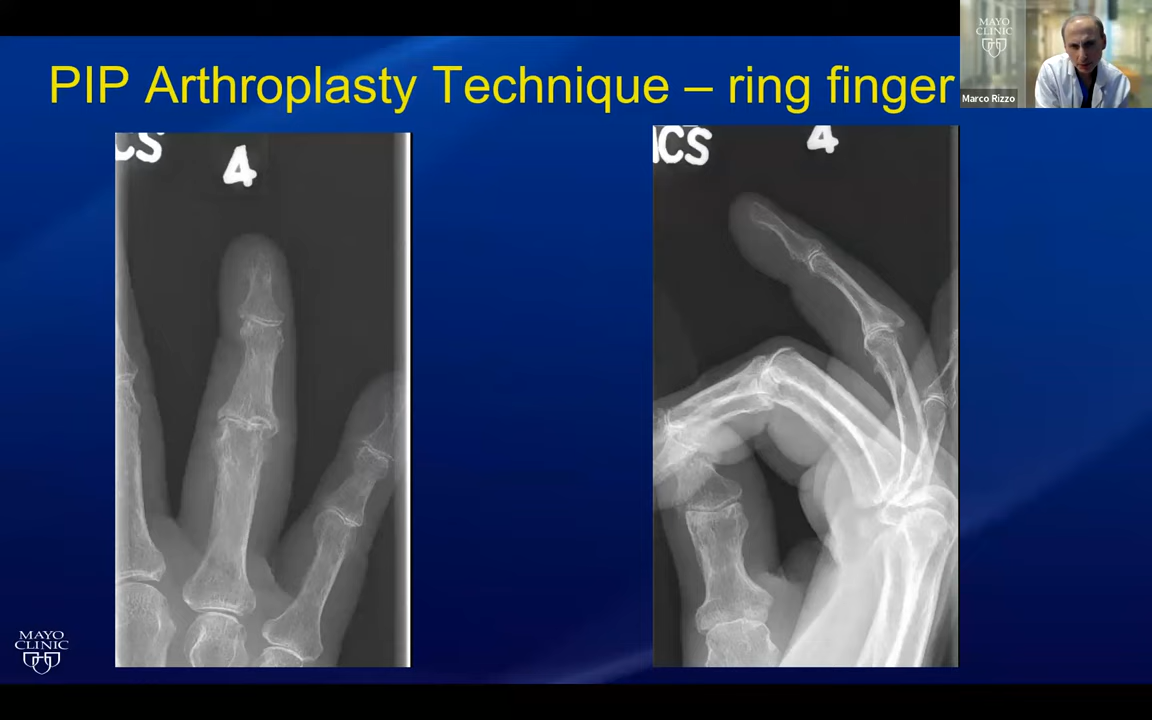 PIP Arthroplasty Technique – ring finger
MAYO
CLINIC
Marco Rizzo
CS
4
CS
4
MAYO
CLINIC